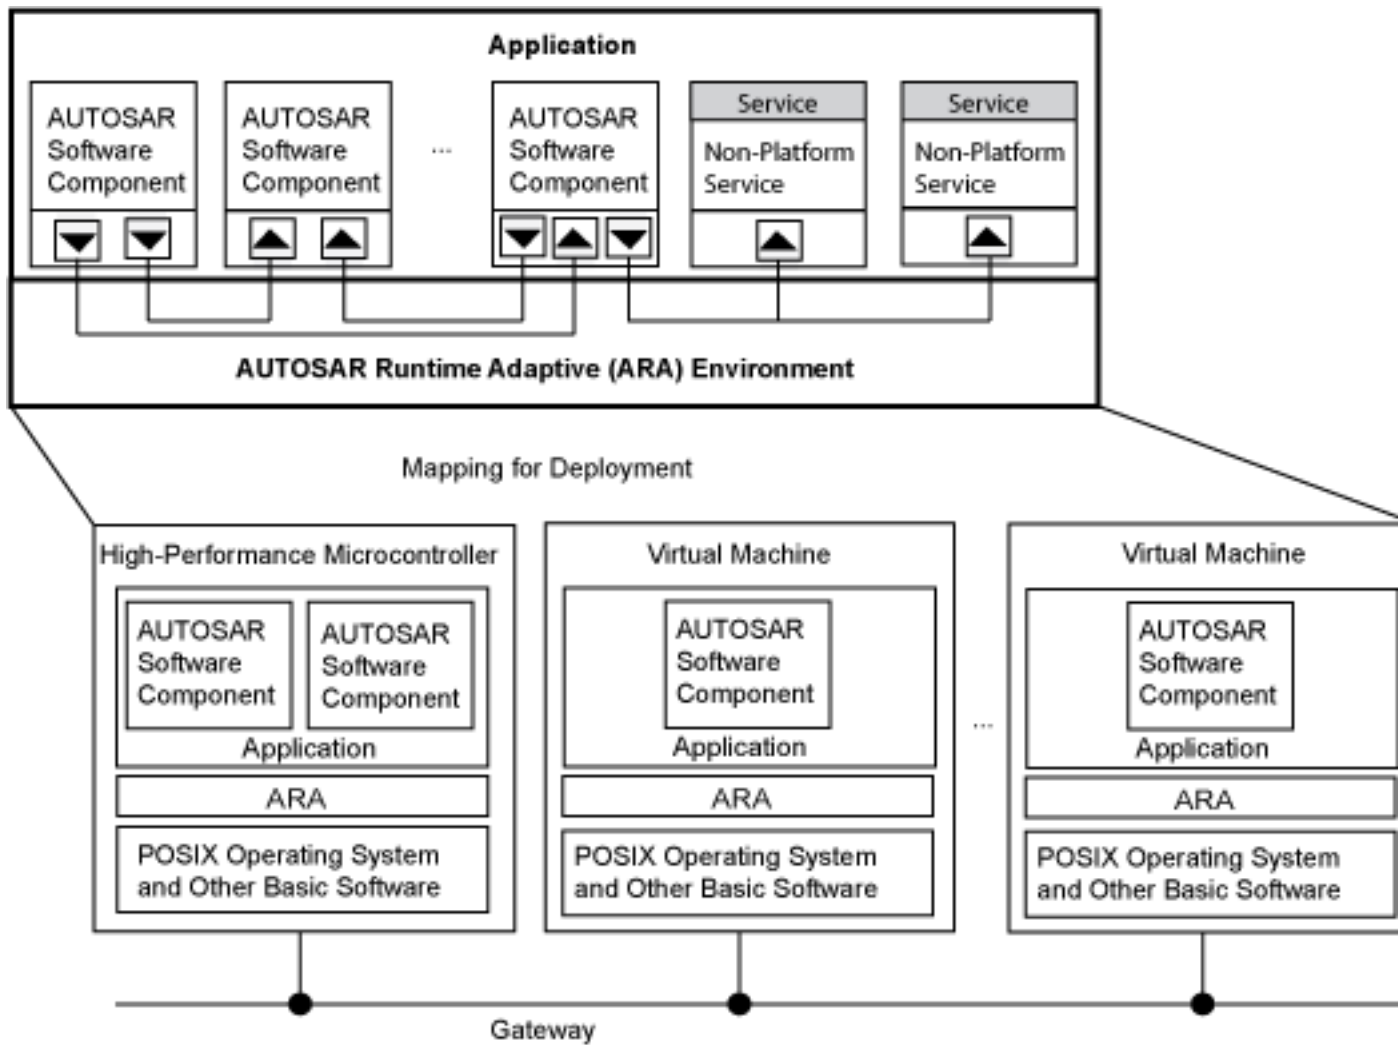 Application
AUTOSAR
Software
Component
AUTOSAR
Software
Component
...
AUTOSAR
Software
Component
Service
Non-Platform
Service
Service
Non-Platform
Service
AUTOSAR Runtime Adaptive (ARA) Environment
Mapping for Deployment
High-Performance Microcontroller
AUTOSAR
Software
Component
AUTOSAR
Software
Component
Application
ARA
POSIX Operating System
and Other Basic Software
Virtual Machine
AUTOSAR
Software
Component
Application
ARA
POSIX Operating System
and Other Basic Software
...
Virtual Machine
AUTOSAR
Software
Component
Application
ARA
POSIX Operating System
and Other Basic Software
Gateway